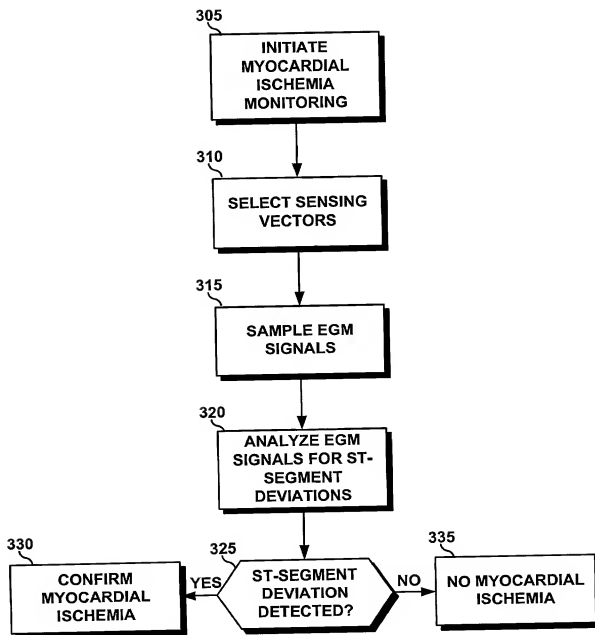 305
INITIATE
MYOCARDIAL
ISCHEMIA
MONITORING
310
SELECT SENSING
VECTORS
315
SAMPLE EGM
SIGNALS
320
ANALYZE EGM
SIGNALS FOR ST-
SEGMENT
DEVIATIONS
330
CONFIRM
MYOCARDIAL
ISCHEMIA
YES
325
ST-SEGMENT
DEVIATION
DETECTED?
NO
335
NO MYOCARDIAL
ISCHEMIA